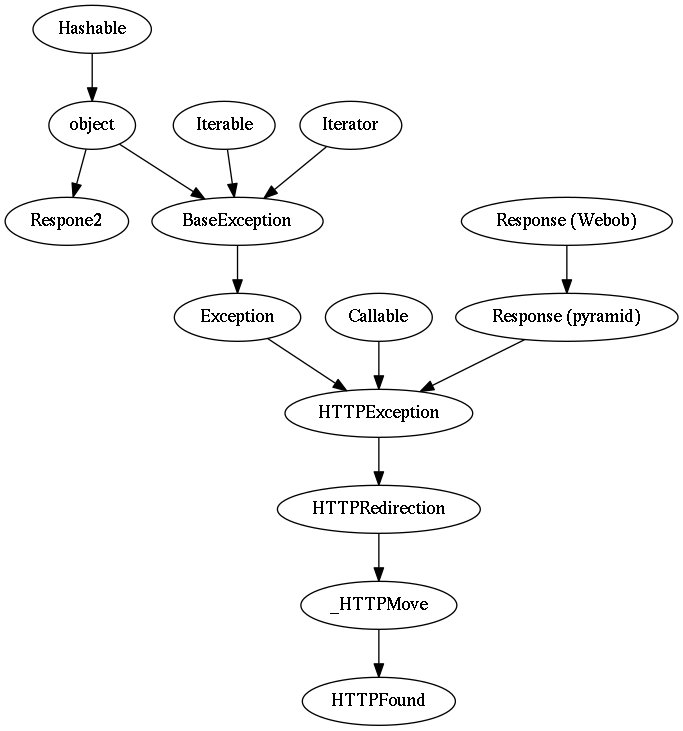 Hashable
object
Iterable
Iterator
Respone2
BaseException
Response (Webob)
Exception
Callable
Response (pyramid)
HTTPException
HTTPRedirection
_HTTPMove
HTTPFound